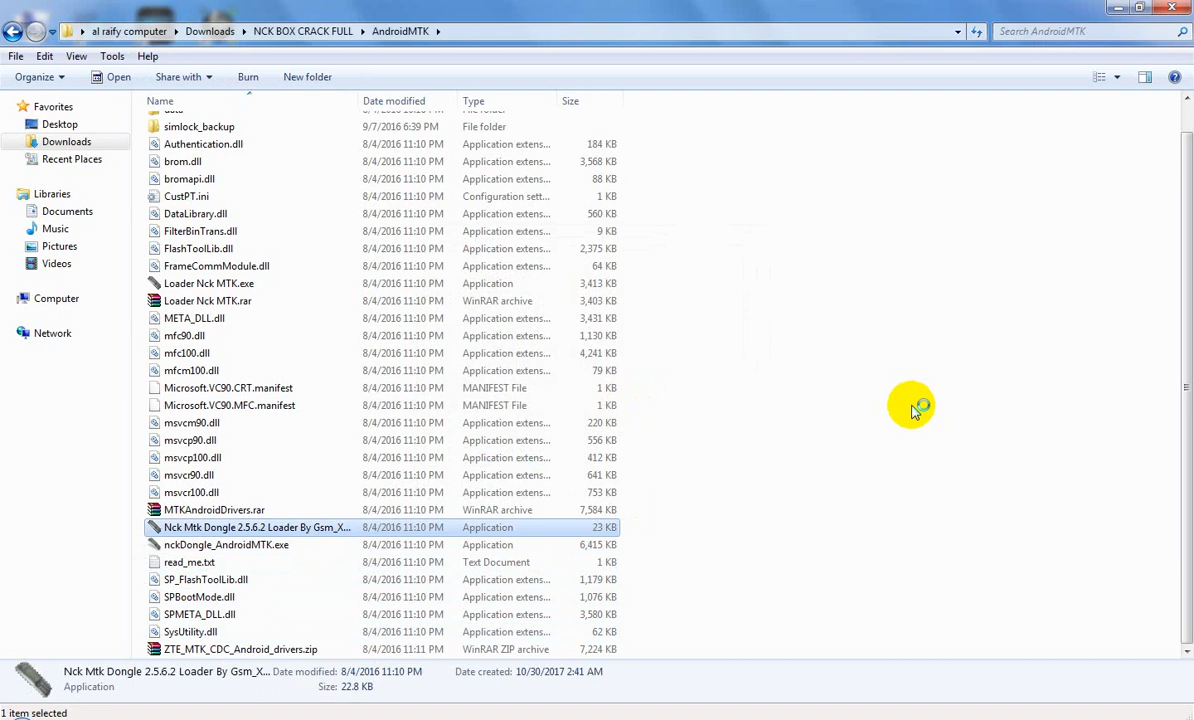 al raify computer
Downloads
NCK BOX CRACK FULL
AndroidMTK
Search AndroidMTK
File Edit View Tools Help
Organize Open Share with Burn New folder
Name Date modified Type Size
Favorites
Desktop
Downloads
Recent Places
Libraries
Documents
Music
Pictures
Videos
Computer
Network
data 8/4/2016 10:10 PM File folder
simlock_backup 9/7/2016 6:39 PM File folder
Authentication.dll 8/4/2016 11:10 PM Application extens... 184 KB
brom.dll 8/4/2016 11:10 PM Application extens... 3,568 KB
bromapi.dll 8/4/2016 11:10 PM Application extens... 88 KB
CustPT.ini 8/4/2016 11:10 PM Configuration sett... 1 KB
DataLibrary.dll 8/4/2016 11:10 PM Application extens... 560 KB
FilterBinTrans.dll 8/4/2016 11:10 PM Application extens... 9 KB
FlashToolLib.dll 8/4/2016 11:10 PM Application extens... 2,375 KB
FrameCommModule.dll 8/4/2016 11:10 PM Application extens... 64 KB
Loader Nck MTK.exe 8/4/2016 11:10 PM Application 3,413 KB
Loader Nck MTK.rar 8/4/2016 11:10 PM WinRAR archive 3,403 KB
META_DLL.dll 8/4/2016 11:10 PM Application extens... 3,431 KB
mfc90.dll 8/4/2016 11:10 PM Application extens... 1,130 KB
mfc100.dll 8/4/2016 11:10 PM Application extens... 4,241 KB
mfcm100.dll 8/4/2016 11:10 PM Application extens... 79 KB
Microsoft.VC90.CRT.manifest 8/4/2016 11:10 PM MANIFEST File 1 KB
Microsoft.VC90.MFC.manifest 8/4/2016 11:10 PM MANIFEST File 1 KB
msvcm90.dll 8/4/2016 11:10 PM Application extens... 220 KB
msvcp90.dll 8/4/2016 11:10 PM Application extens... 556 KB
msvcp100.dll 8/4/2016 11:10 PM Application extens... 412 KB
msvcr90.dll 8/4/2016 11:10 PM Application extens... 641 KB
msvcr100.dll 8/4/2016 11:10 PM Application extens... 753 KB
MTKAndroidDrivers.rar 8/4/2016 11:10 PM WinRAR archive 7,584 KB
Nck Mtk Dongle 2.5.6.2 Loader By Gsm_X... 8/4/2016 11:10 PM Application 23 KB
nckDongle_AndroidMTK.exe 8/4/2016 11:10 PM Application 6,415 KB
read_me.txt 8/4/2016 11:10 PM Text Document 1 KB
SP_FlashToolLib.dll 8/4/2016 11:10 PM Application extens... 1,179 KB
SPBootMode.dll 8/4/2016 11:10 PM Application extens... 1,076 KB
SPMETA_DLL.dll 8/4/2016 11:10 PM Application extens... 3,580 KB
SysUtility.dll 8/4/2016 11:10 PM Application extens... 62 KB
ZTE_MTK_CDC_Android_drivers.zip 8/4/2016 11:11 PM WinRAR ZIP archive 7,224 KB
Nck Mtk Dongle 2.5.6.2 Loader By Gsm_X... Date modified: 8/4/2016 11:10 PM Date created: 10/30/2017 2:41 AM
Application Size: 22.8 KB
1 item selected